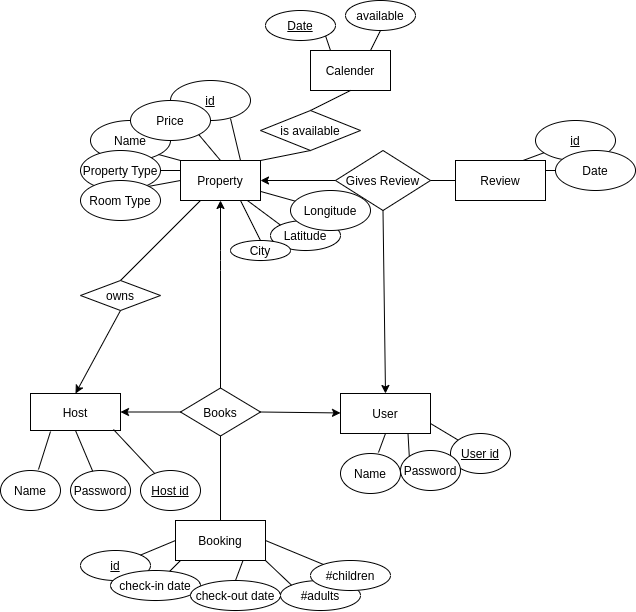 Date
available
Calender
id
Price
is available
Name
id
Property Type
Property
Gives Review
Review
Date
Room Type
Longitude
Latitude
City
owns
Host
Books
User
Name
Password
Host id
Name
Password
User id
Booking
id
check-in date
check-out date
#adults
#children